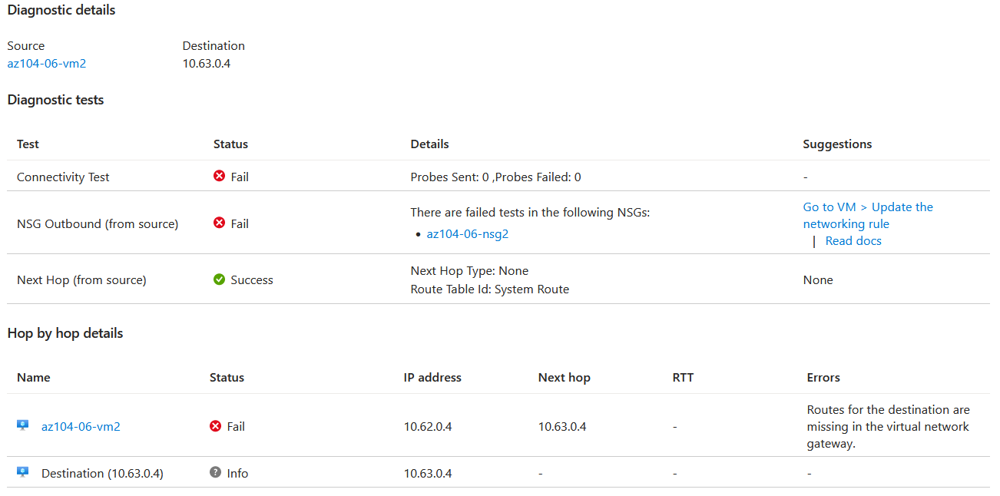 Diagnostic details
Source Destination
az104-06-vm2 10.63.0.4
Diagnostic tests
Test Status Details Suggestions
Connectivity Test Fail Probes Sent: 0 ,Probes Failed: 0 -
NSG Outbound (from source) Fail There are failed tests in the following NSGs:
• az104-06-nsg2
Go to VM > Update the
networking rule
| Read docs
Next Hop (from source) Success Next Hop Type: None
Route Table Id: System Route
None
Hop by hop details
Name Status IP address Next hop RTT Errors
az104-06-vm2 Fail 10.62.0.4 10.63.0.4 - Routes for the destination are
missing in the virtual network
gateway.
Destination (10.63.0.4) Info 10.63.0.4 - - -